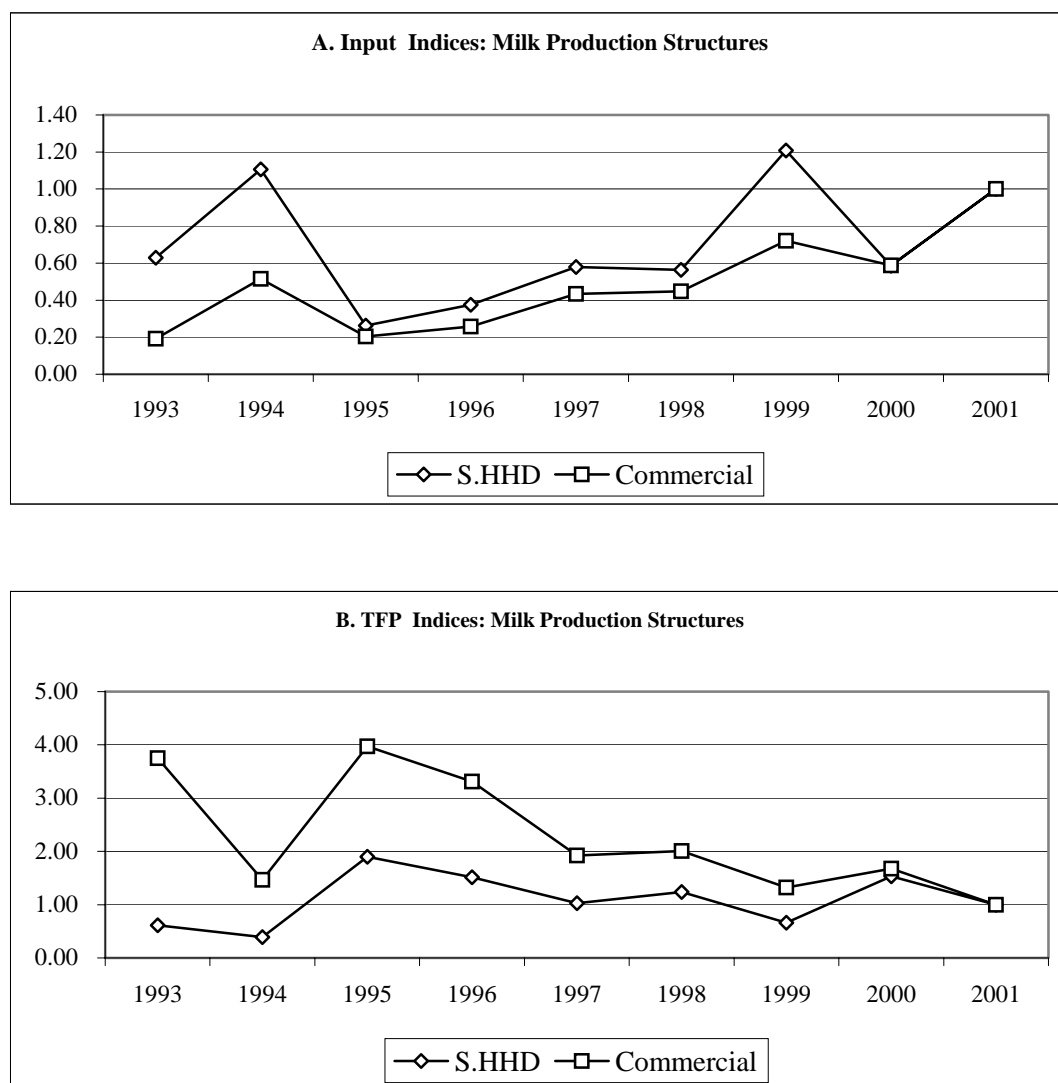 A. Input Indices: Milk Production Structures
1.40
1.20
1.00
0.80
0.60
0.40
0.20
0.00
1993 1994 1995 1996 1997 1998 1999 2000 2001
S.HHD Commercial
B. TFP Indices: Milk Production Structures
5.00
4.00
3.00
2.00
1.00
0.00
1993 1994 1995 1996 1997 1998 1999 2000 2001
S.HHD Commercial